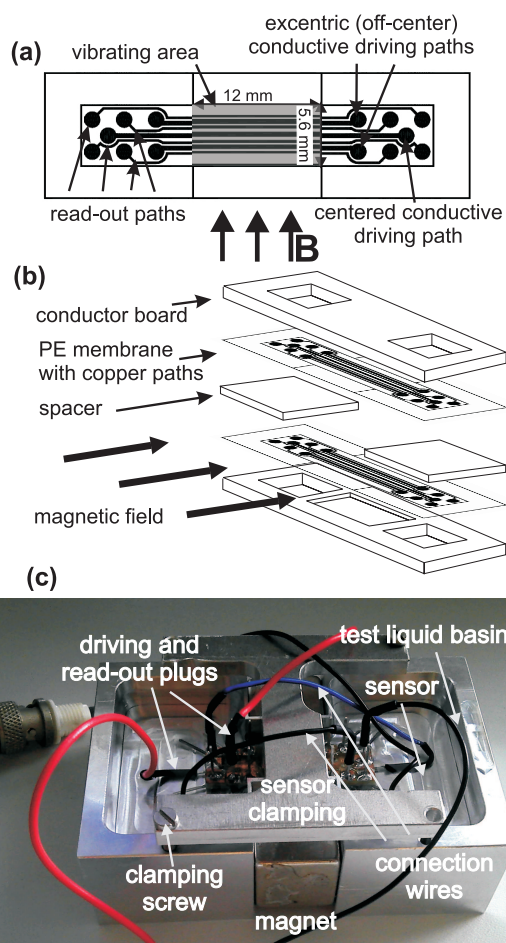 (a)
vibrating area
excentric (off-center)
conductive driving paths
12 mm
5.6 mm
read-out paths
centered conductive
driving path
B
(b)
conductor board
PE membrane
with copper paths
spacer
magnetic field
(c)
driving and
read-out plugs
test liquid basin
sensor
sensor
clamping
clamping
screw
connection
wires
magnet